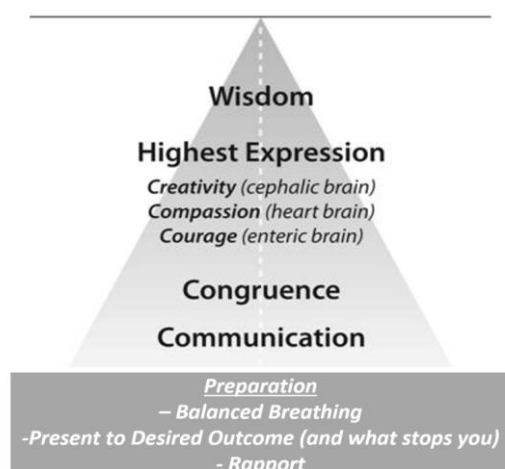 Wisdom
Highest Expression
Creativity (cephalic brain)
Compassion (heart brain)
Courage (enteric brain)
Congruence
Communication
Preparation
– Balanced Breathing
-Present to Desired Outcome (and what stops you)
- Rapport